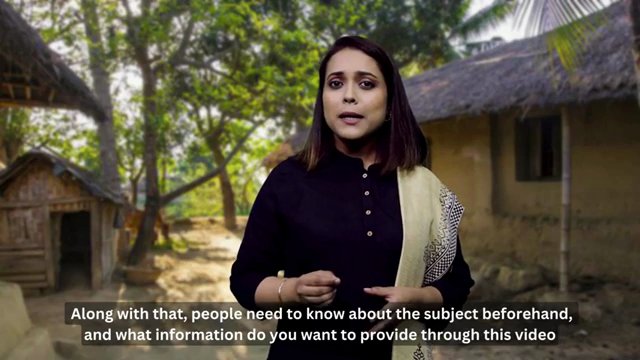 Along with that, people need to know about the subject beforehand,
and what information do you want to provide through this video